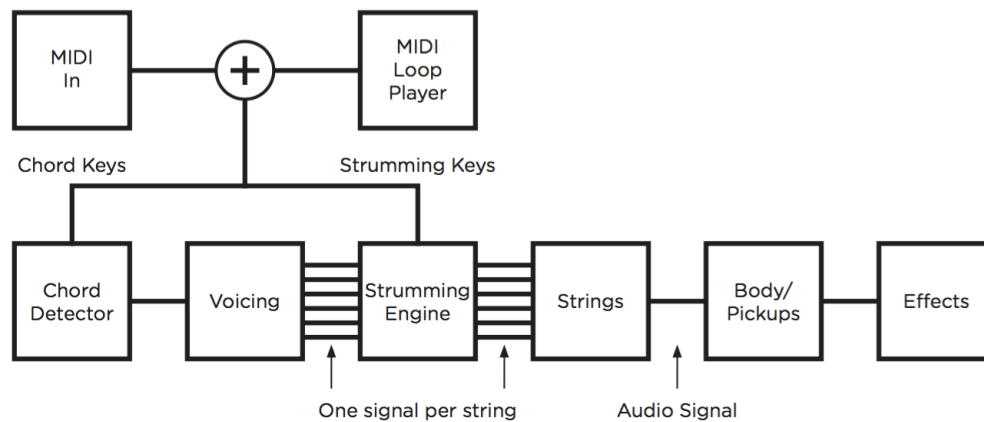 MIDI
In
+
MIDI
Loop
Player
Chord Keys
Strumming Keys
Chord
Detector
Voicing
Strumming
Engine
Strings
Body/
Pickups
Effects
One signal per string
Audio Signal